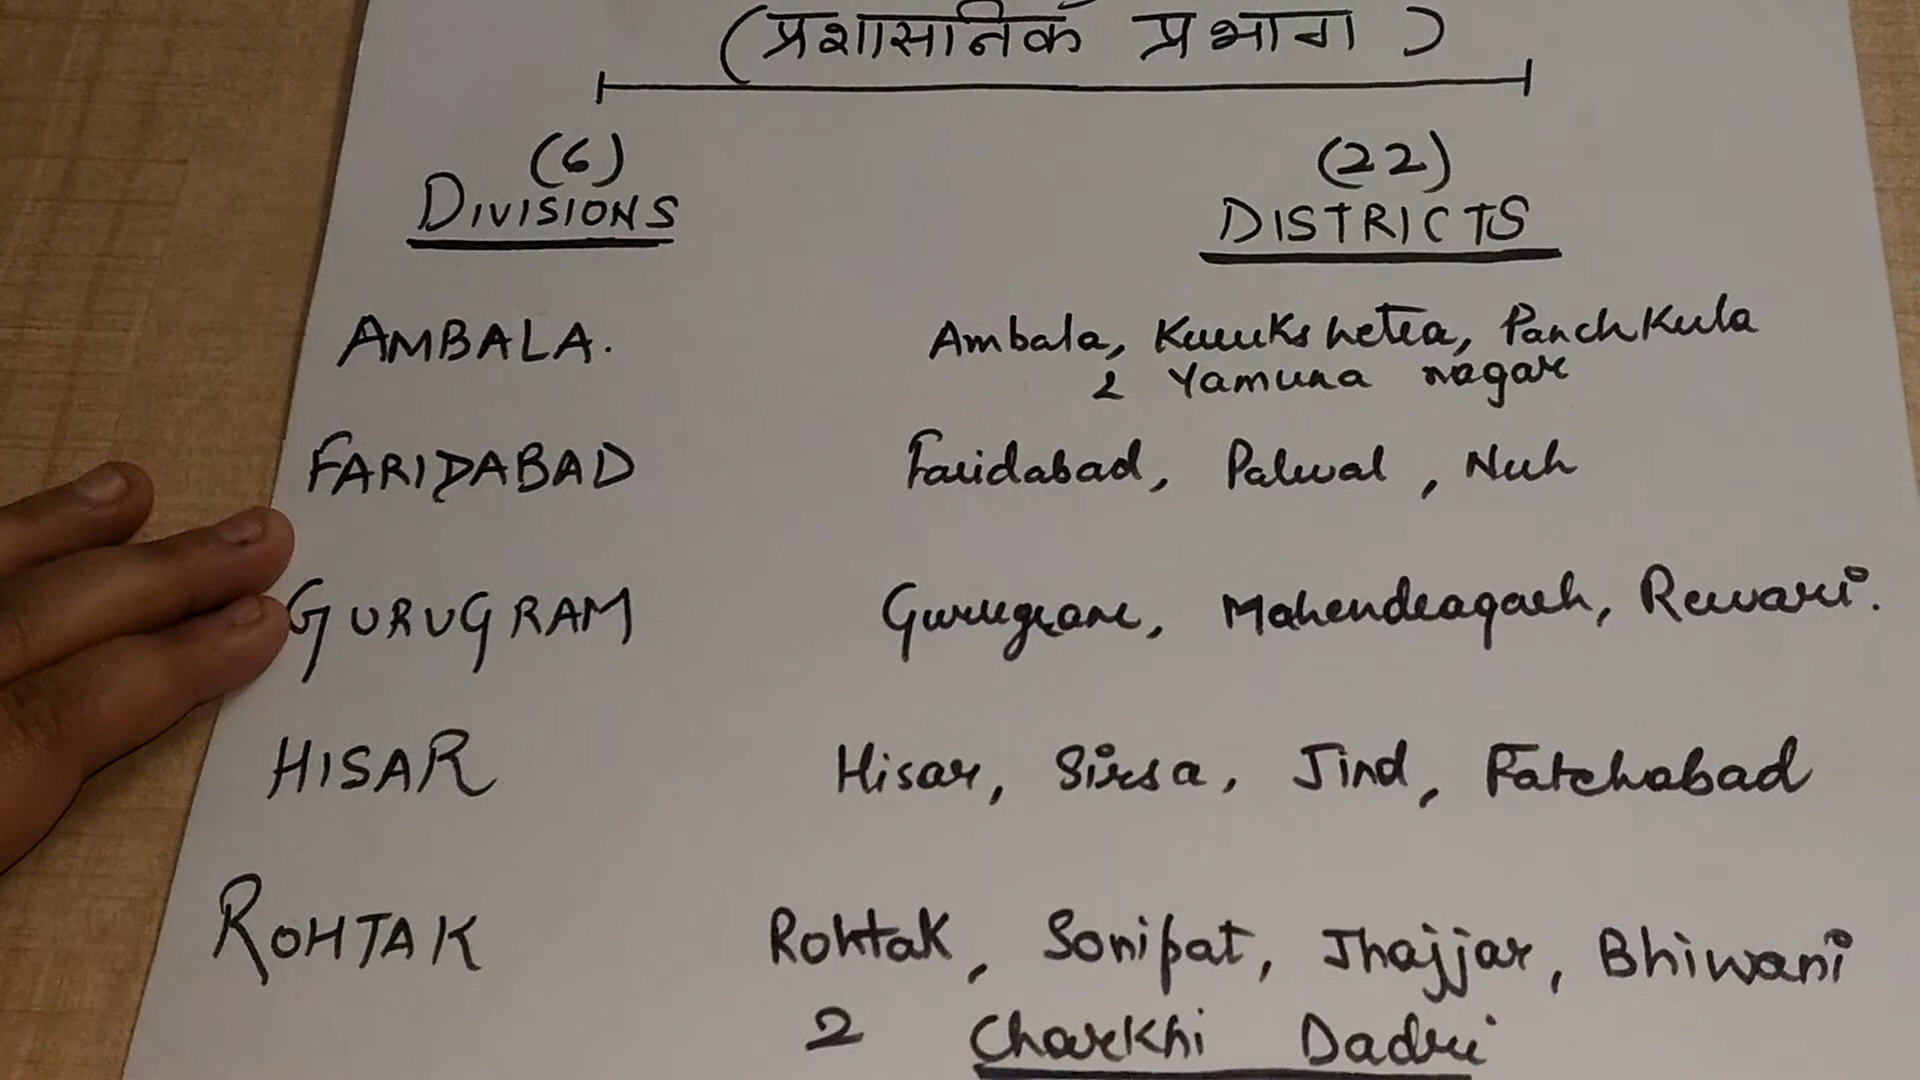 (प्रशासनिक प्रभाग)
(6) (22)
DIVISIONS DISTRICTS
AMBALA. Ambala, Kurukshetra, Panchkula
& Yamuna nagar
FARIDABAD Faridabad, Palwal, Nuh
GURUGRAM Gurugram, Mahendragarh, Rewari.
HISAR Hisar, Sirsa, Jind, Fatehabad
ROHTAK Rohtak, Sonipat, Jhajjar, Bhiwani
& Charkhi Dadri